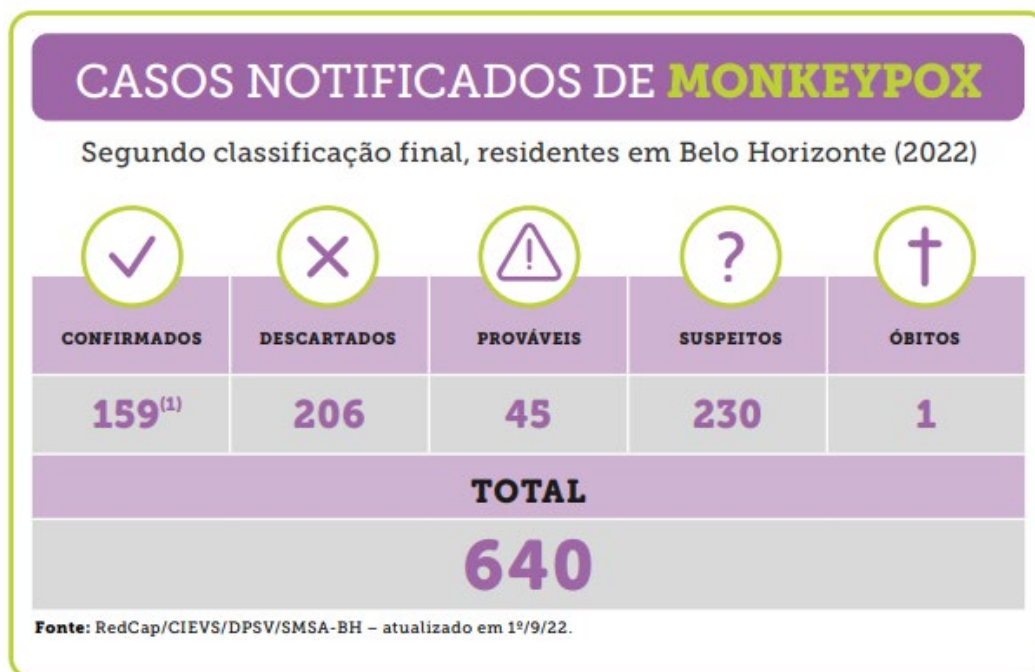 CASOS NOTIFICADOS DE MONKEYPOX
Segundo classificação final, residentes em Belo Horizonte (2022)
CONFIRMADOS DESCARTADOS PROVÁVEIS SUSPEITOS ÓBITOS
159(1) 206 45 230 1
TOTAL
640
Fonte: RedCap/CIEVS/DPSV/SMSA-BH – atualizado em 1º/9/22.